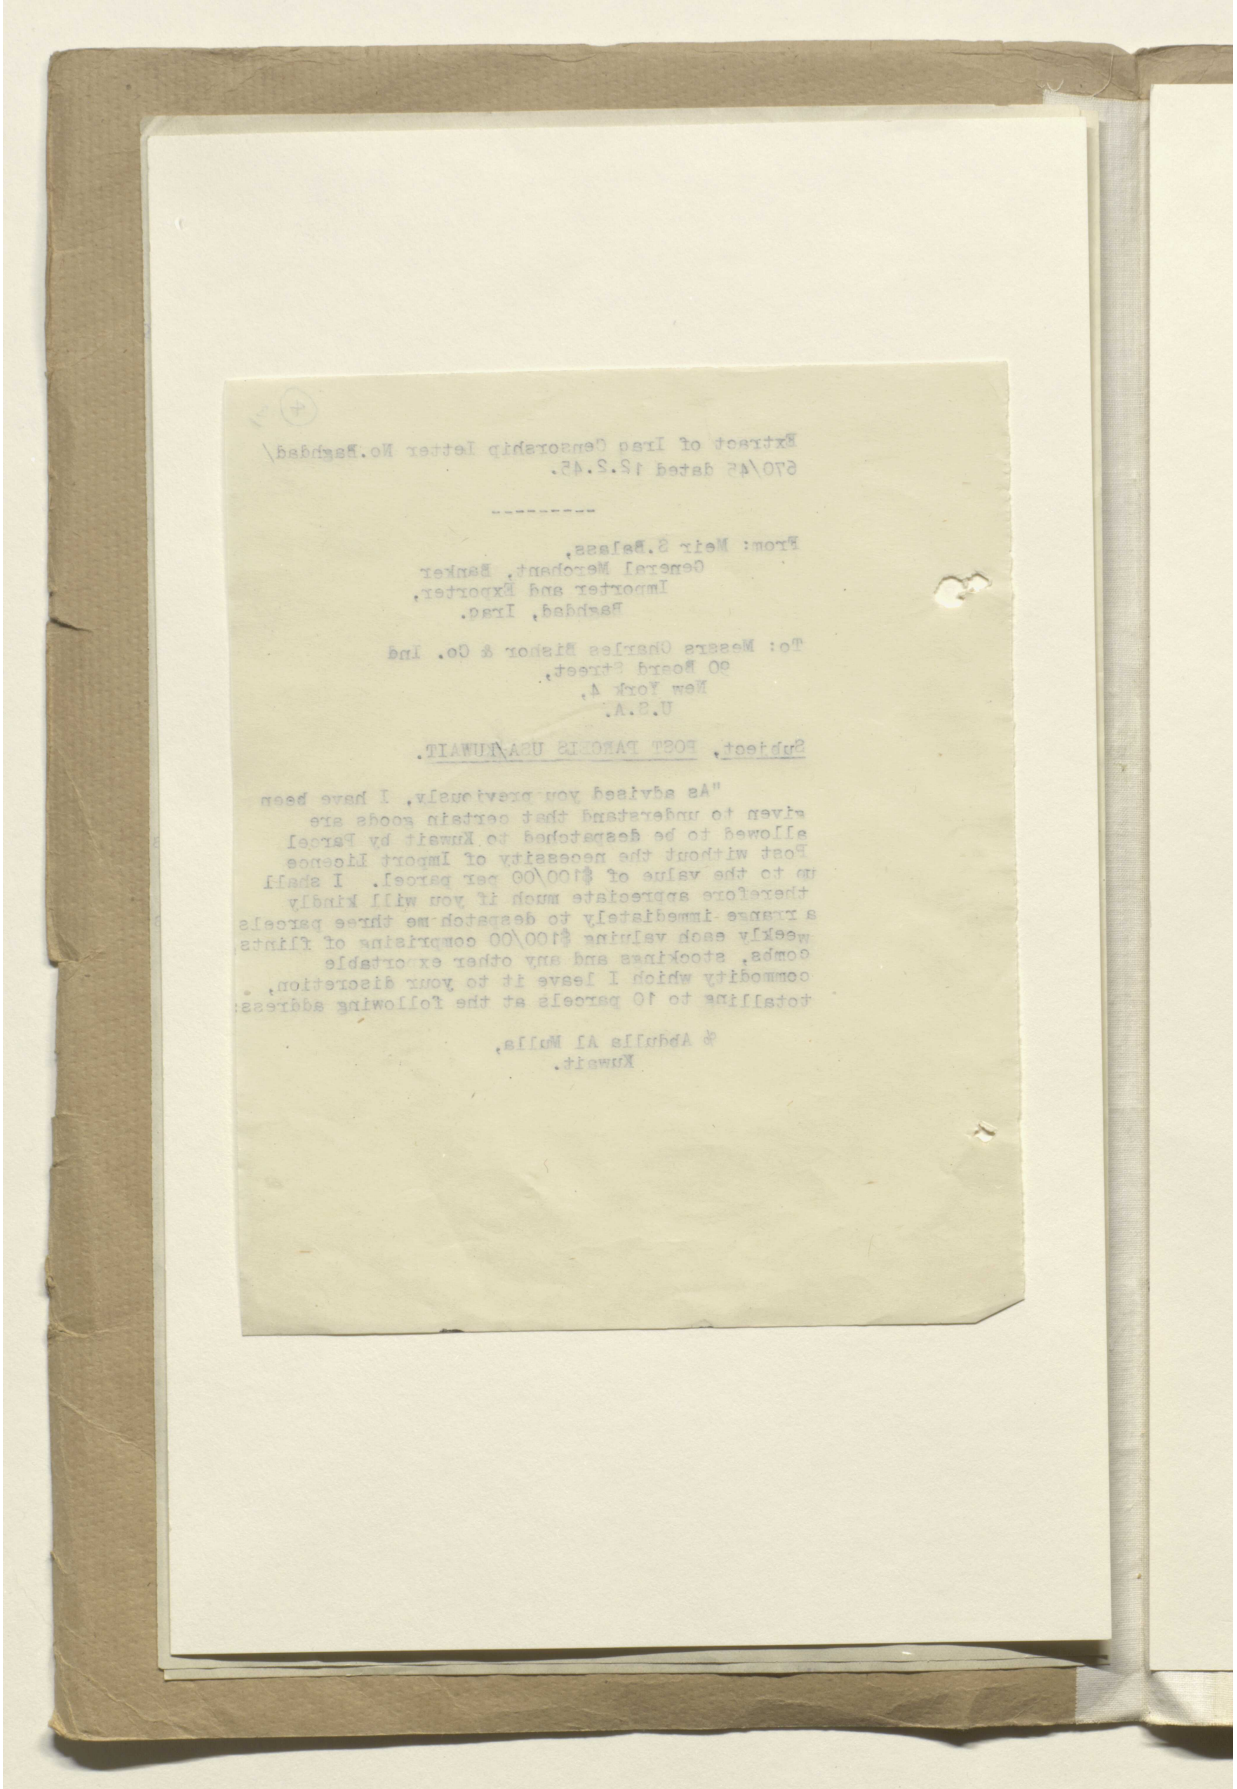 Extract of Iraq Censorship letter No.Baghdad/
670/45 dated 12.2.45.
---------
From: Meir S.Balass,
General Merchant, Banker
Importer and Exporter,
Baghdad, Iraq.
To: Messrs Charles Bishor & Co. Ind
90 Board Street,
New York 4,
U.S.A.
Subject, POST PARCELS USA/KUWAIT.
"As advised you previously, I have been
given to understand that certain goods are
allowed to be despatched to Kuwait by Parcel
Post without the necessity of Import licence
up to the value of $100/00 per parcel. I shall
therefore appreciate much if you will kindly
arrange immediately to despatch me three parcels
weekly each valuing $100/00 comprising of flints,
combs, stockings and any other exportable
commodity which I leave it to your discretion,
totalling to 10 parcels at the following address:
% Abdulla Al Mulla,
Kuwait.